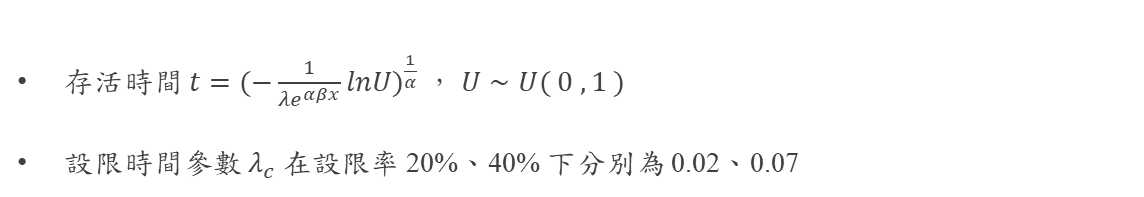 • 存活時間 t = (− 1/(λe^{αβx}) lnU)^{1/α} ， U ~ U( 0 , 1 )
• 設限時間參數 λ_c 在設限率 20%、40% 下分別為 0.02、0.07